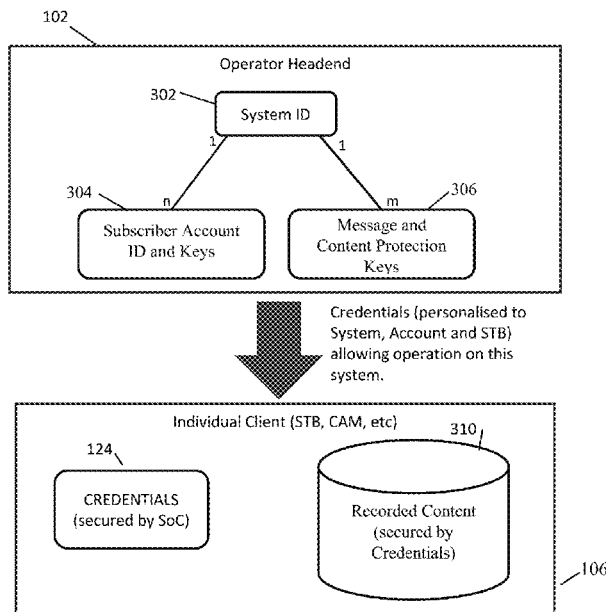 102
Operator Headend
302
System ID
1
1
n
m
304
306
Subscriber Account
ID and Keys
Message and
Content Protection
Keys
Credentials (personalised to
System, Account and STB)
allowing operation on this
system.
Individual Client (STB, CAM, etc)
124
310
CREDENTIALS
(secured by SoC)
Recorded Content
(secured by
Credentials)
106